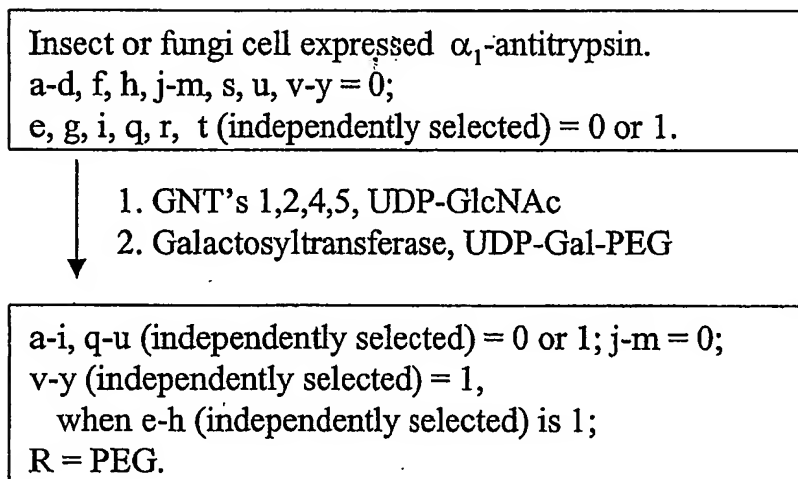 Insect or fungi cell expressed α₁-antitrypsin.
a-d, f, h, j-m, s, u, v-y = 0;
e, g, i, q, r, t (independently selected) = 0 or 1.
1. GNT's 1,2,4,5, UDP-GlcNAc
2. Galactosyltransferase, UDP-Gal-PEG
a-i, q-u (independently selected) = 0 or 1; j-m = 0;
v-y (independently selected) = 1,
when e-h (independently selected) is 1;
R = PEG.